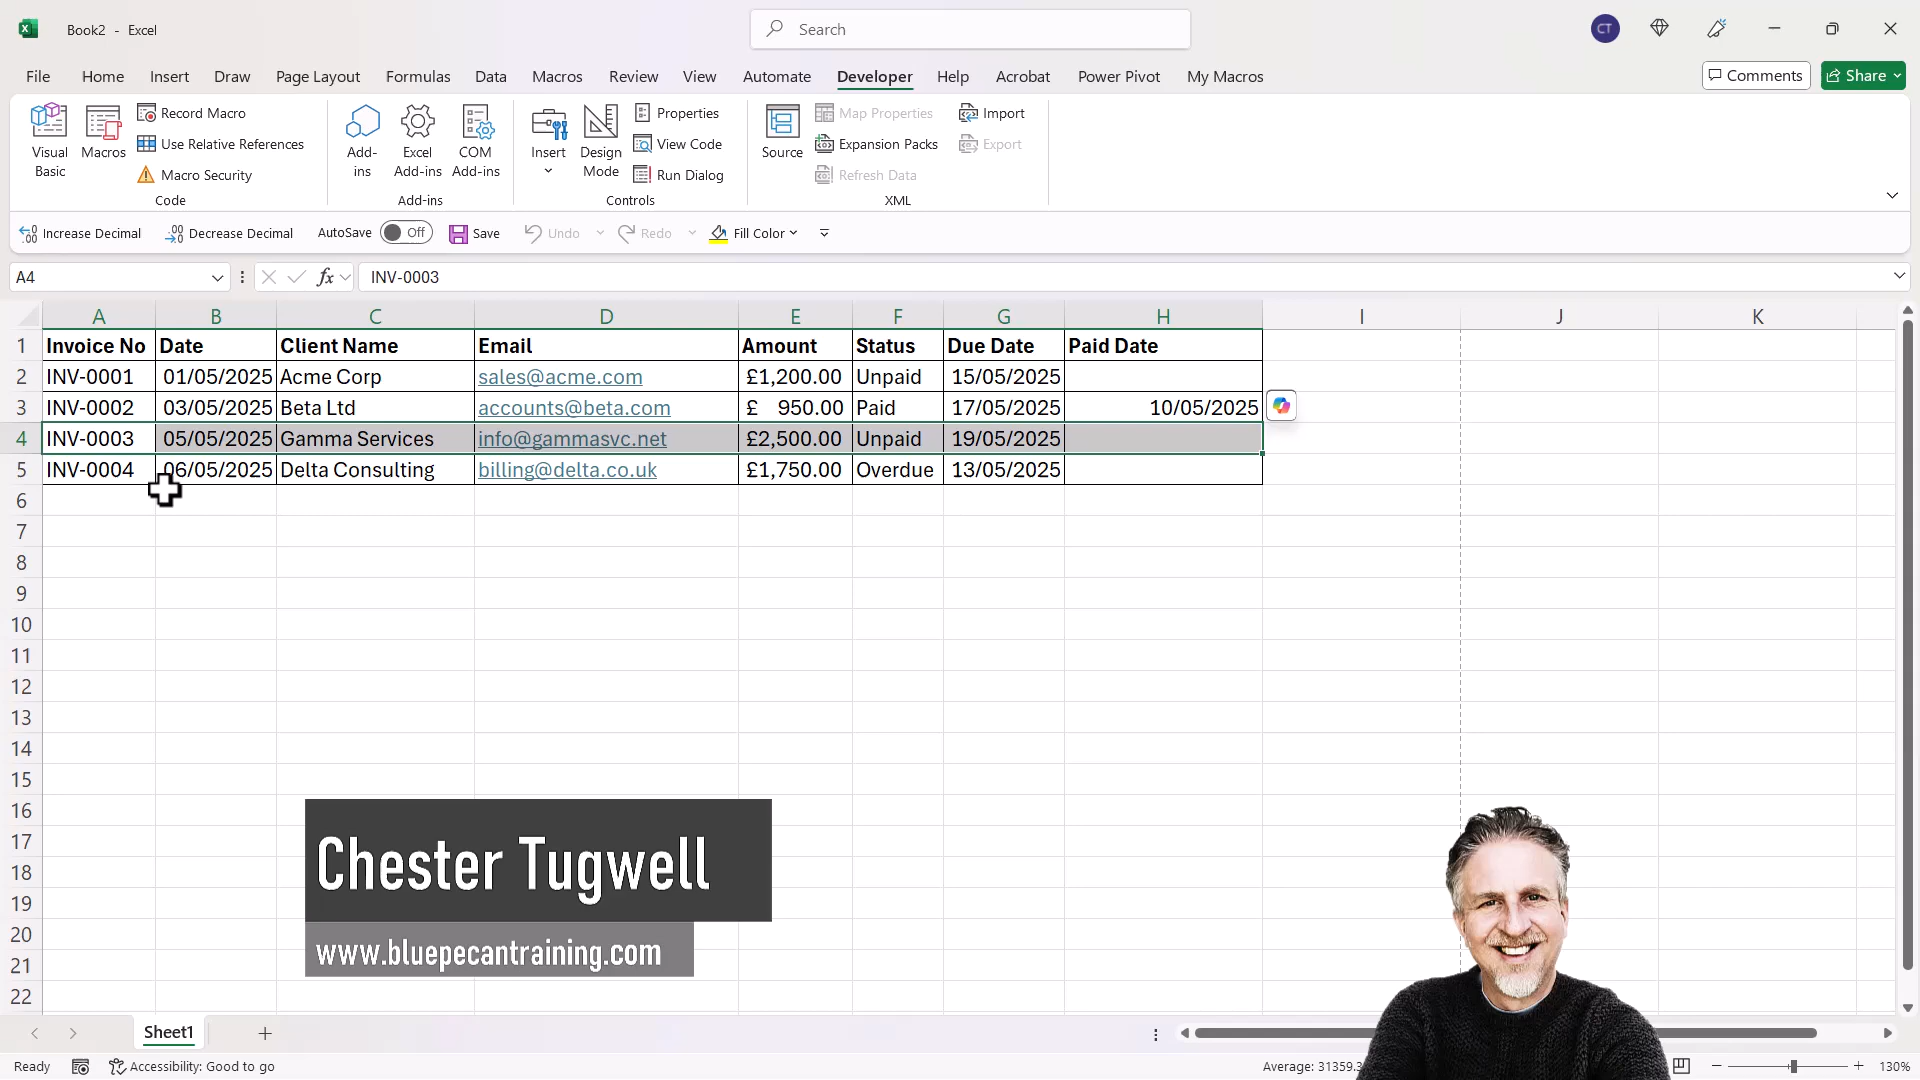 Book2 - Excel
Search
CT
File Home Insert Draw Page Layout Formulas Data Macros Review View Automate Developer Help Acrobat Power Pivot My Macros
Comments Share
Visual Basic
Macros
Record Macro
Use Relative References
Macro Security
Code
Add-ins
Excel Add-ins
COM Add-ins
Add-ins
Insert
Design Mode
Properties
View Code
Run Dialog
Controls
Source
Map Properties
Expansion Packs
Refresh Data
Import
Export
XML
Increase Decimal Decrease Decimal AutoSave Off Save Undo Redo Fill Color
A4 fx INV-0003
A B C D E F G H I J K
1 Invoice No Date Client Name Email Amount Status Due Date Paid Date
2 INV-0001 01/05/2025 Acme Corp sales@acme.com £1,200.00 Unpaid 15/05/2025
3 INV-0002 03/05/2025 Beta Ltd accounts@beta.com £ 950.00 Paid 17/05/2025 10/05/2025
4 INV-0003 05/05/2025 Gamma Services info@gammasvc.net £2,500.00 Unpaid 19/05/2025
5 INV-0004 06/05/2025 Delta Consulting billing@delta.co.uk £1,750.00 Overdue 13/05/2025
6
7
8
9
10
11
12
13
14
15
16
17
18
19
20
21
22
Chester Tugwell
www.bluepecantraining.com
Sheet1
Ready Accessibility: Good to go Average: 31359.3 130%